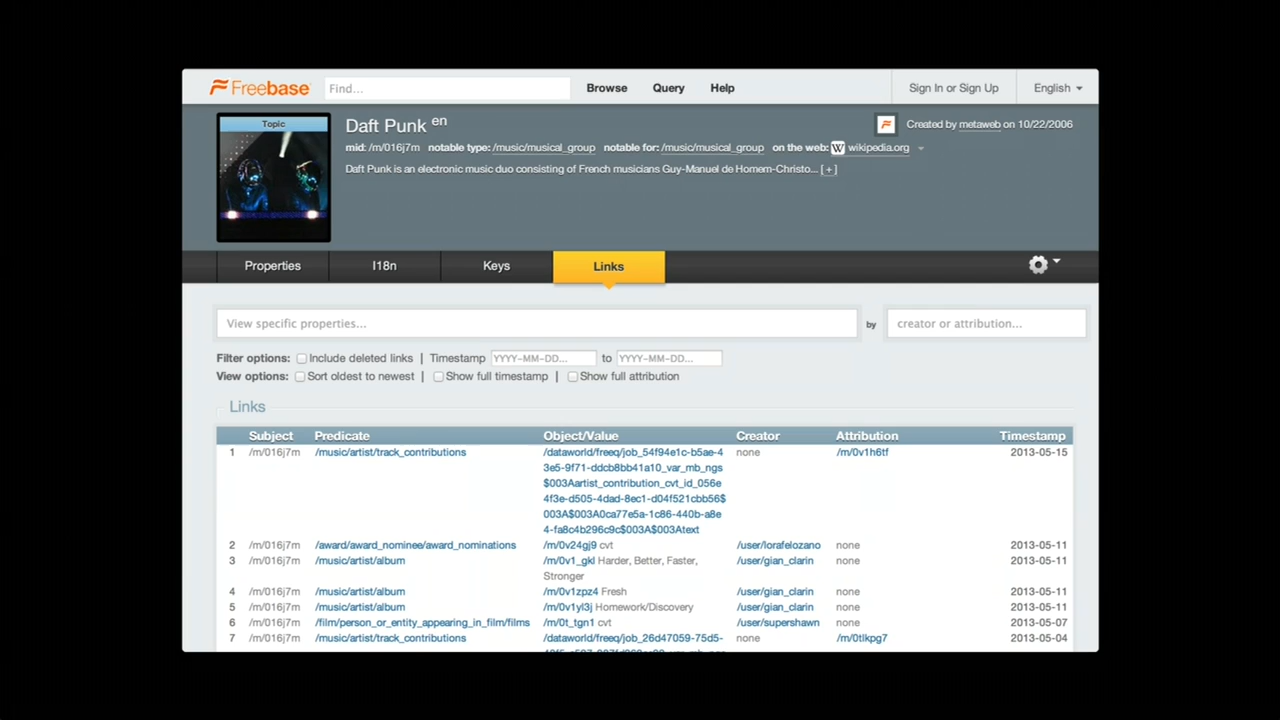 Freebase Find... Browse Query Help Sign In or Sign Up English
Topic
Daft Punk en
Created by metaweb on 10/22/2006
mid: /m/016j7m notable type: /music/musical_group notable for: /music/musical_group on the web: W wikipedia.org
Daft Punk is an electronic music duo consisting of French musicians Guy-Manuel de Homem-Christo... [+]
Properties I18n Keys Links
View specific properties... by creator or attribution...
Filter options: Include deleted links | Timestamp YYYY-MM-DD... to YYYY-MM-DD...
View options: Sort oldest to newest | Show full timestamp | Show full attribution
Links
Subject Predicate Object/Value Creator Attribution Timestamp
1 /m/016j7m /music/artist/track_contributions /dataworld/freeq/job_54f94e1c-b5ae-4 none /m/0v1h6tf 2013-05-15
3e5-9f71-ddcb8bb41a10_var_mb_ngs
$003Aartist_contribution_cvt_id_056e
4f3e-d505-4dad-8ec1-d04f521cbb56$
003A$003A0ca77e5a-1c86-440b-a8e
4-fa8c4b296c9c$003A$003Atext
2 /m/016j7m /award/award_nominee/award_nominations /m/0v24gj9 cvt /user/lorafelozano none 2013-05-11
3 /m/016j7m /music/artist/album /m/0v1_gkl Harder, Better, Faster, /user/gian_clarin none 2013-05-11
Stronger
4 /m/016j7m /music/artist/album /m/0v1zpz4 Fresh /user/gian_clarin none 2013-05-11
5 /m/016j7m /music/artist/album /m/0v1yl3j Homework/Discovery /user/gian_clarin none 2013-05-11
6 /m/016j7m /film/person_or_entity_appearing_in_film/films /m/0t_tgn1 cvt /user/supershawn none 2013-05-07
7 /m/016j7m /music/artist/track_contributions /dataworld/freeq/job_26d47059-75d5- none /m/0tlkpg7 2013-05-04